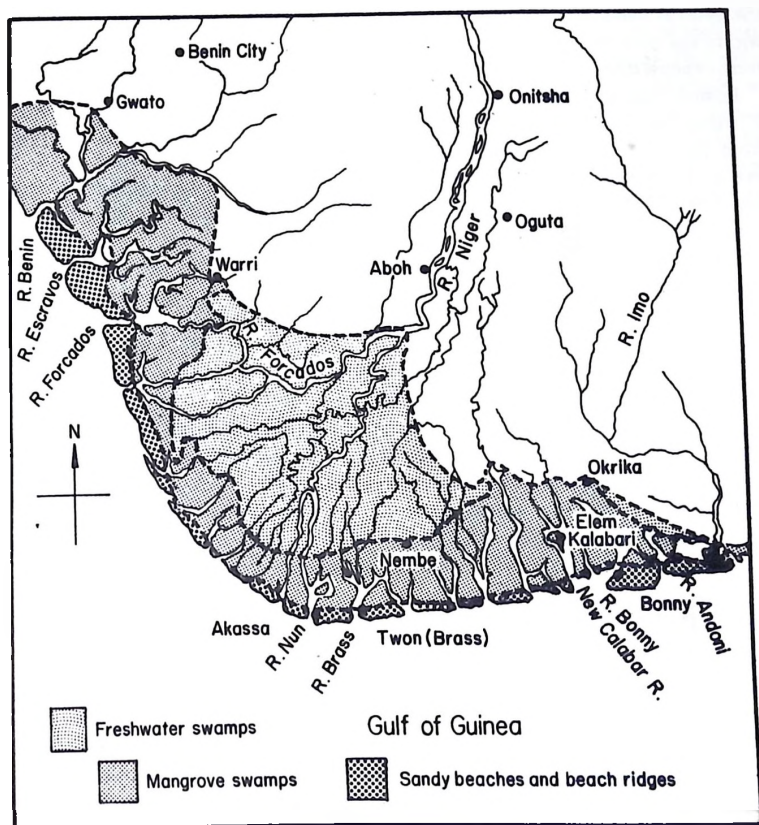 Benin City
Gwato
Onitsha
Oguta
R. Niger
Aboh
R. Imo
Warri
R. Benin
R. Escravos
R. Forcados
R. Forcados
N
Okrika
Elem
Kalabari
Nembe
R. Andoni
Bonny
R. Bonny
New Calabar R.
Akassa
R. Nun
R. Brass
Twon (Brass)
Freshwater swamps
Gulf of Guinea
Mangrove swamps
Sandy beaches and beach ridges